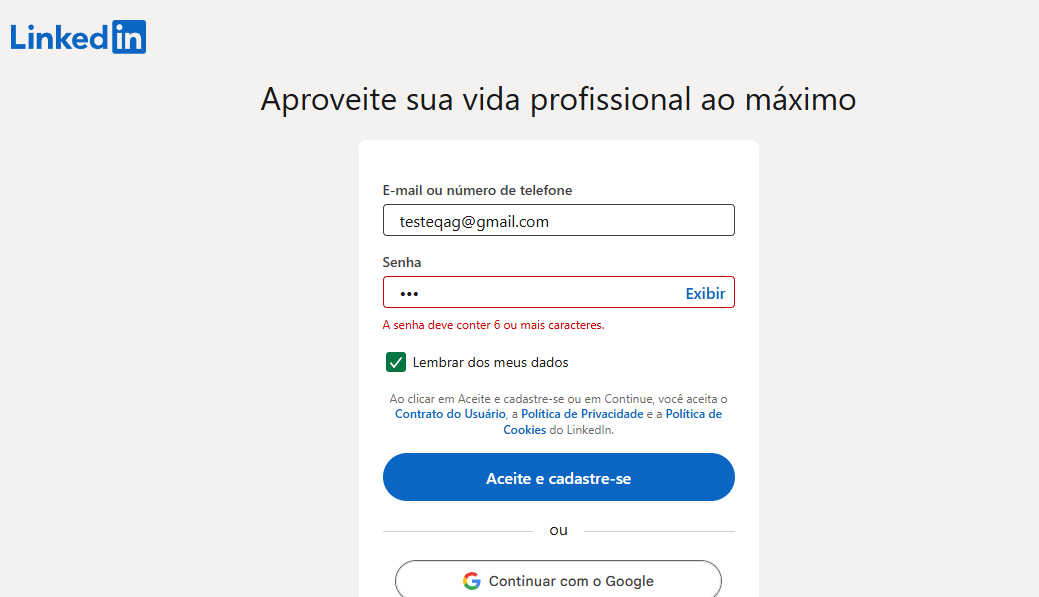 LinkedIn
Aproveite sua vida profissional ao máximo
E-mail ou número de telefone
testeqag@gmail.com
Senha
••• Exibir
A senha deve conter 6 ou mais caracteres.
Lembrar dos meus dados
Ao clicar em Aceite e cadastre-se ou em Continue, você aceita o
Contrato do Usuário, a Política de Privacidade e a Política de
Cookies do LinkedIn.
Aceite e cadastre-se
ou
Continuar com o Google